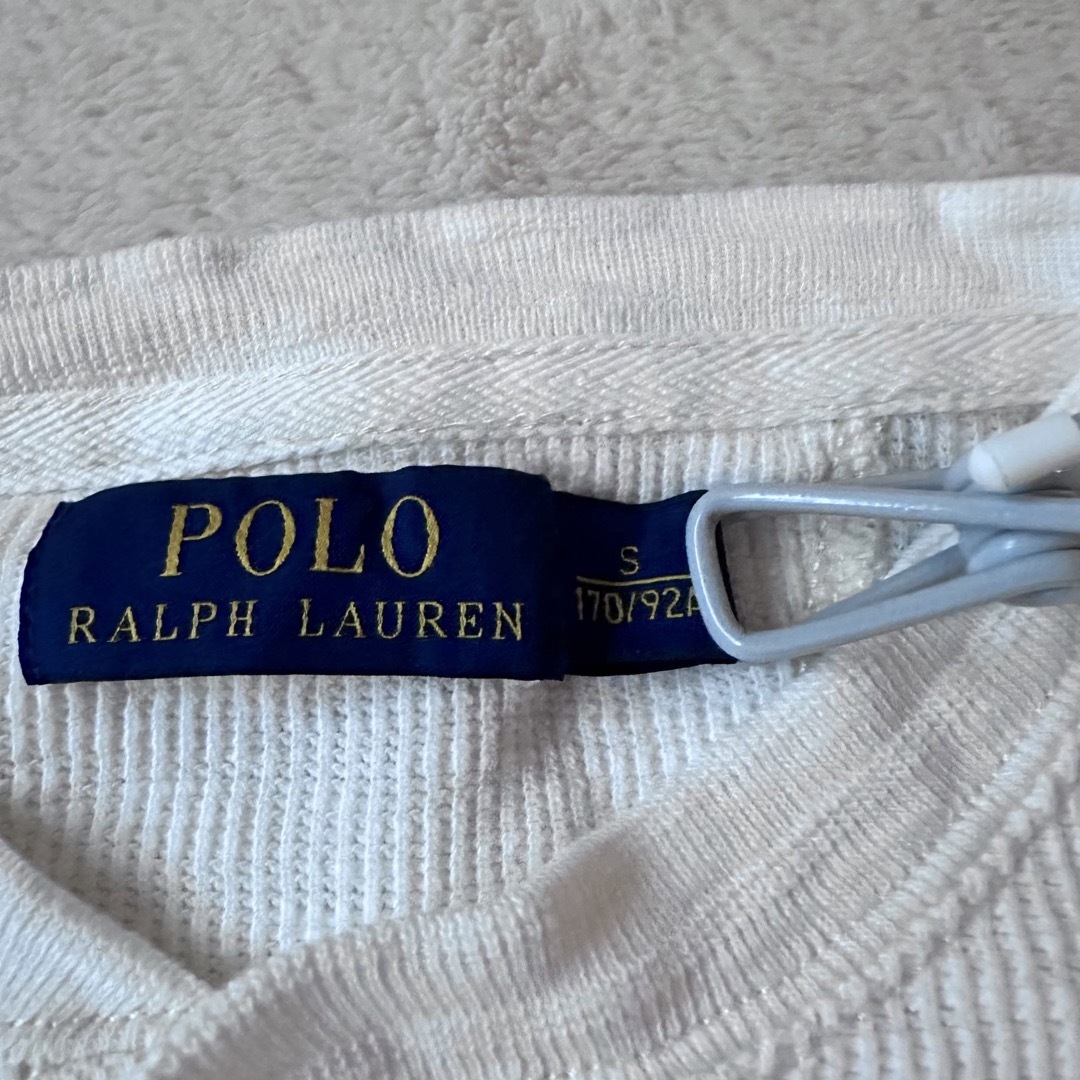 POLO
RALPH LAUREN
S
170/92A